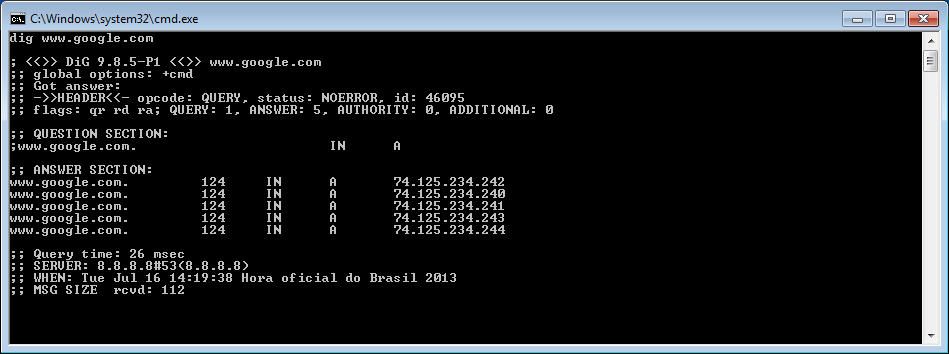 C:\Windows\system32\cmd.exe
dig www.google.com
; <<>> DiG 9.8.5-P1 <<>> www.google.com
;; global options: +cmd
;; Got answer:
;; ->>HEADER<<- opcode: QUERY, status: NOERROR, id: 46095
;; flags: qr rd ra; QUERY: 1, ANSWER: 5, AUTHORITY: 0, ADDITIONAL: 0
;; QUESTION SECTION:
;www.google.com. IN A
;; ANSWER SECTION:
www.google.com. 124 IN A 74.125.234.242
www.google.com. 124 IN A 74.125.234.240
www.google.com. 124 IN A 74.125.234.241
www.google.com. 124 IN A 74.125.234.243
www.google.com. 124 IN A 74.125.234.244
;; Query time: 26 msec
;; SERVER: 8.8.8.8#53(8.8.8.8)
;; WHEN: Tue Jul 16 14:19:38 Hora oficial do Brasil 2013
;; MSG SIZE rcvd: 112